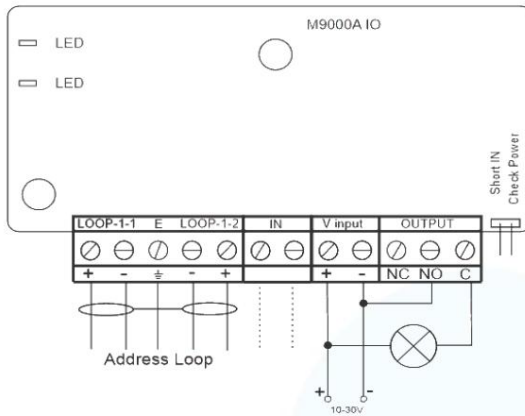 M9000A IO
LED
LED
Short IN
Check Power
LOOP-1-1 E LOOP-1-2 IN V input OUTPUT
+ - - + + - NC NO C
Address Loop
+ -
10-30V